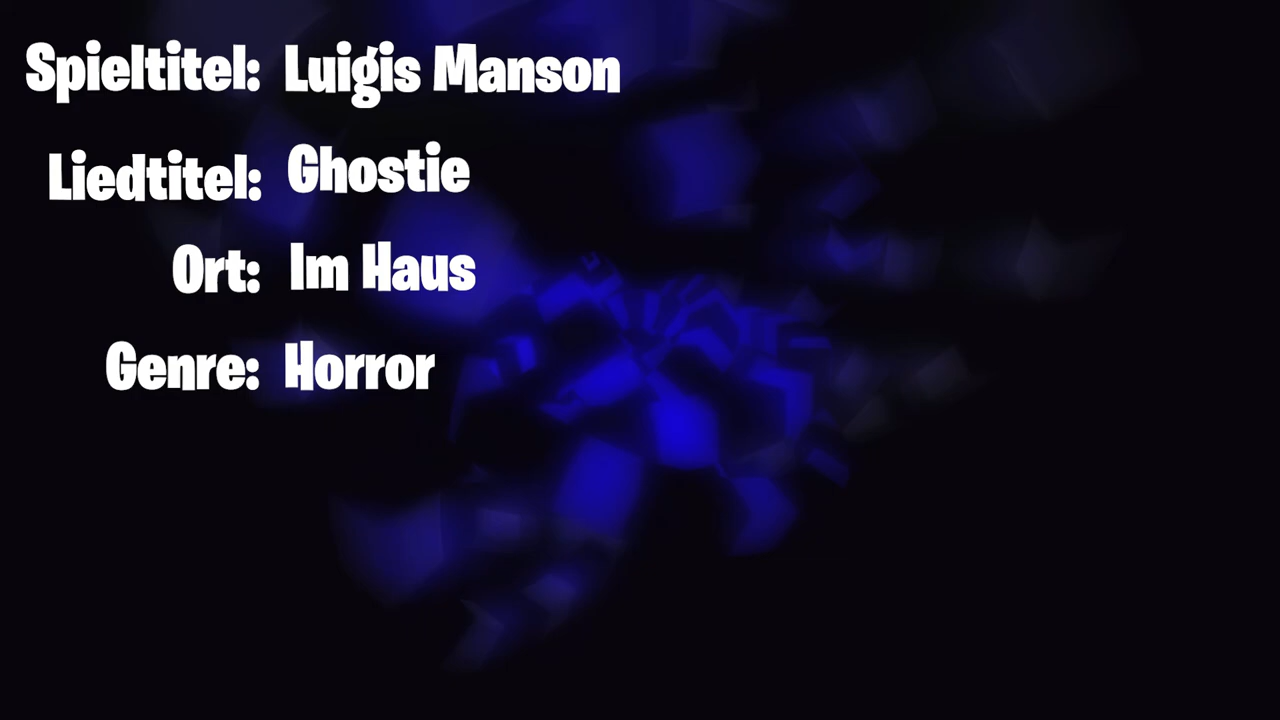 Spieltitel: Luigis Manson
Liedtitel: Ghostie
Ort: Im Haus
Genre: Horror